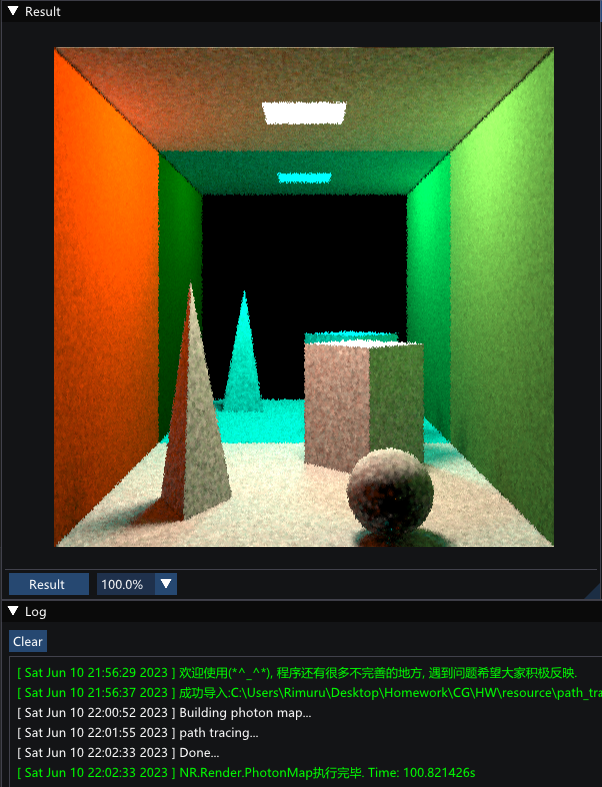 Result
Result
100.0%
Log
Clear
[ Sat Jun 10 21:56:29 2023 ] 欢迎使用(*^_^*), 程序还有很多不完善的地方, 遇到问题希望大家积极反映.
[ Sat Jun 10 21:56:37 2023 ] 成功导入:C:\Users\Rimuru\Desktop\Homework\CG\HW\resource\path_tra
[ Sat Jun 10 22:00:52 2023 ] Building photon map...
[ Sat Jun 10 22:01:55 2023 ] path tracing...
[ Sat Jun 10 22:02:33 2023 ] Done...
[ Sat Jun 10 22:02:33 2023 ] NR.Render.PhotonMap执行完毕. Time: 100.821426s